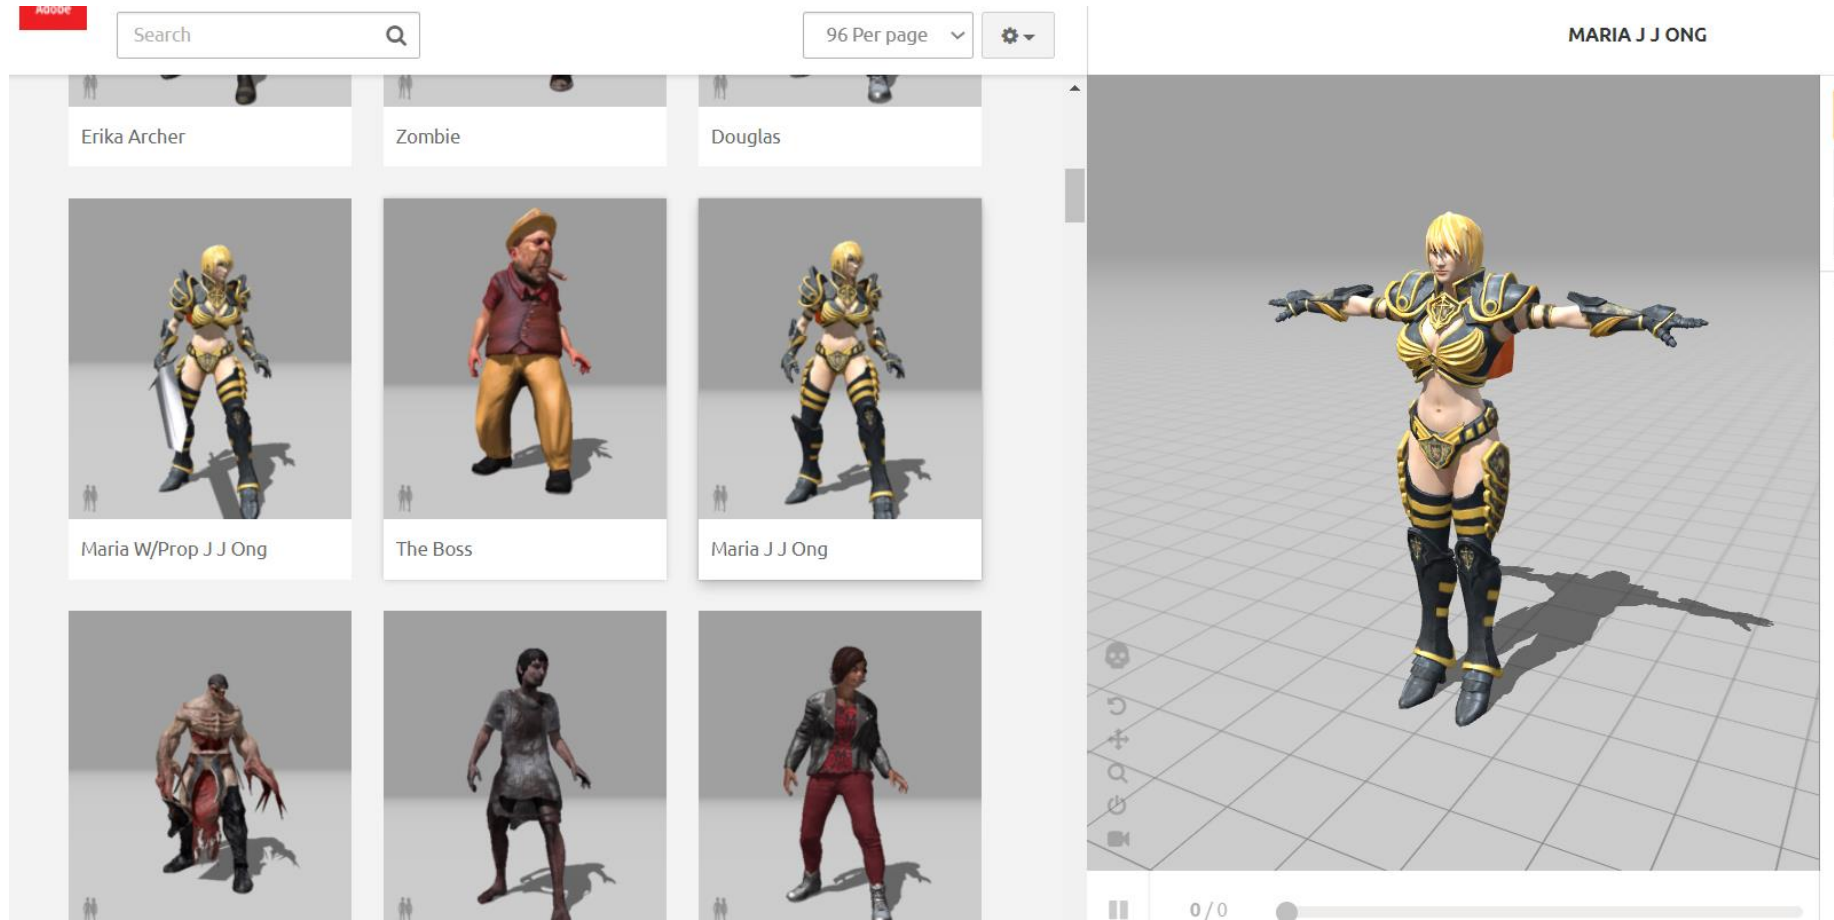 Adobe
Search
96 Per page
MARIA J J ONG
Erika Archer
Zombie
Douglas
Maria W/Prop J J Ong
The Boss
Maria J J Ong
0 / 0